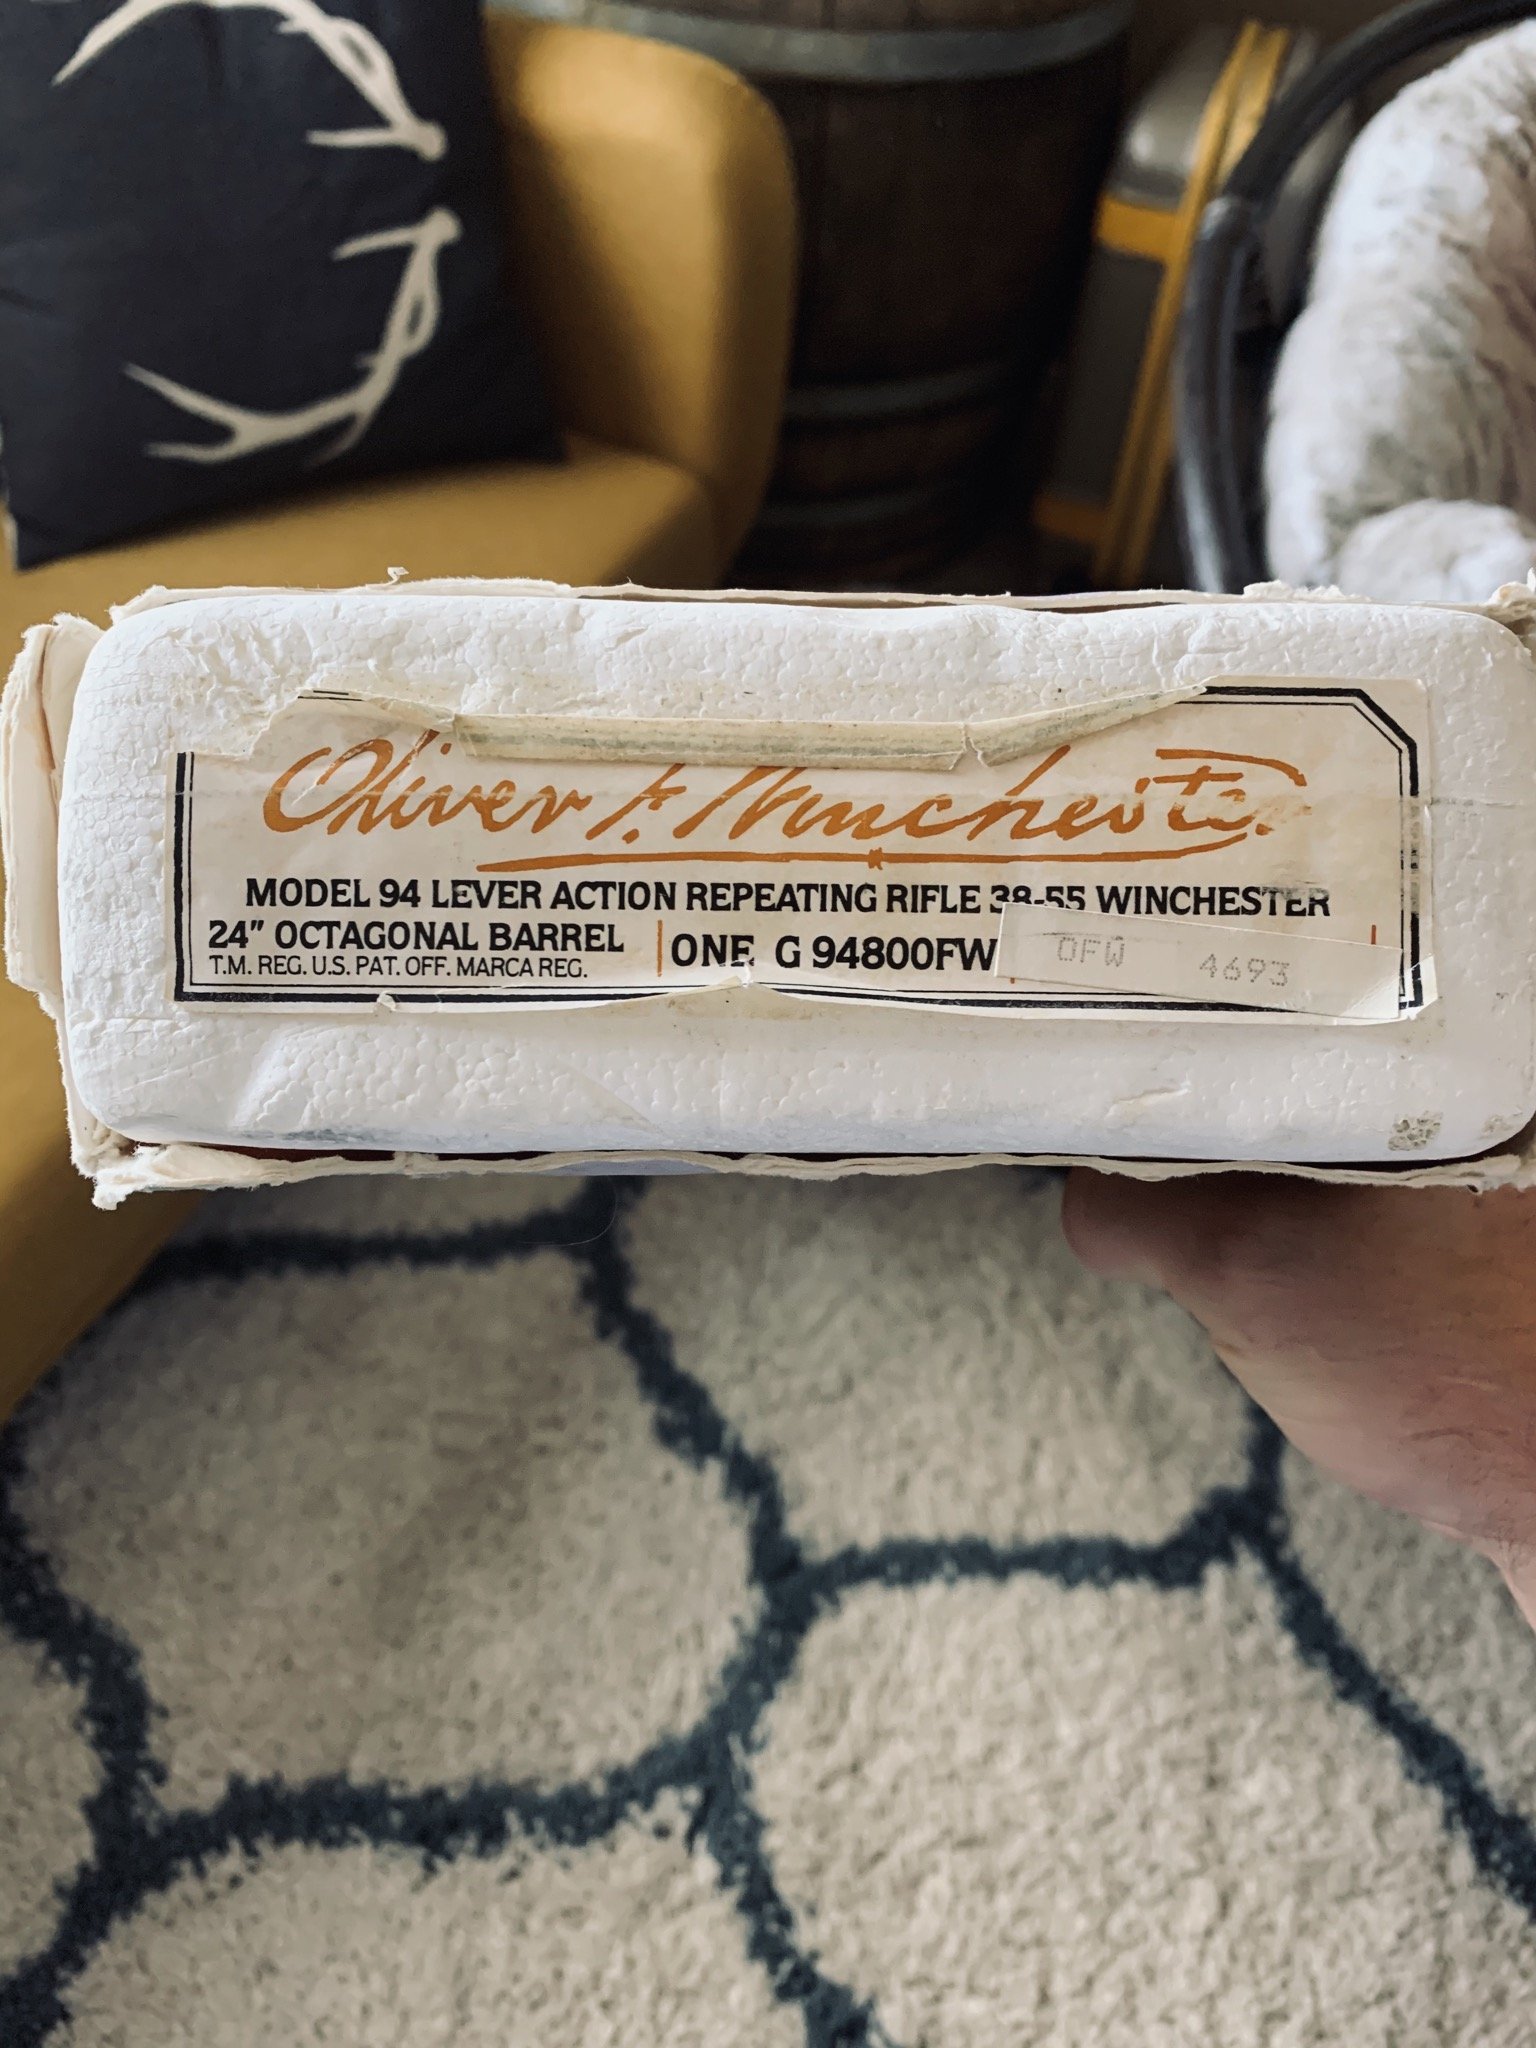 Oliver F. Winchester
MODEL 94 LEVER ACTION REPEATING RIFLE 38-55 WINCHESTER
24" OCTAGONAL BARREL | ONE G 94800FW OFW 4693
T.M. REG. U.S. PAT. OFF. MARCA REG.